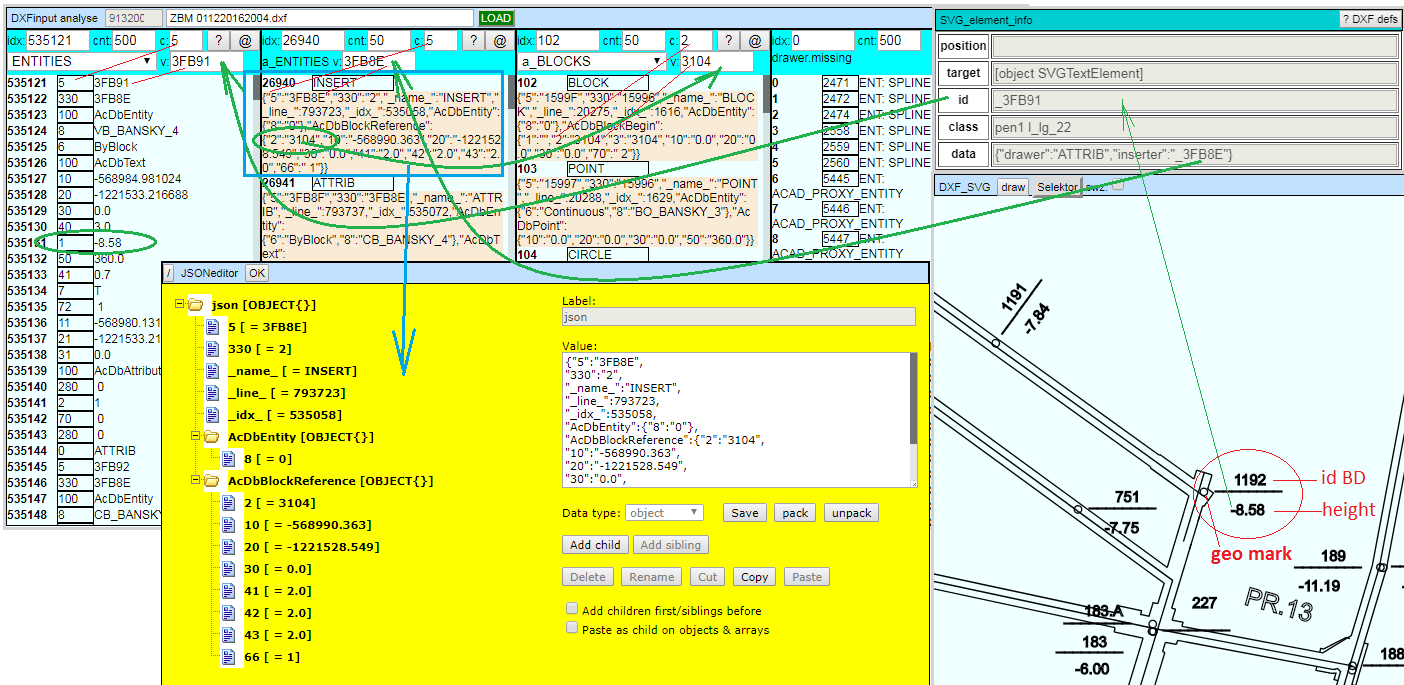 DXFinput analyse 913200 ZBM 011220162004.dxf LOAD
idx: 535121 cnt: 500 c: 5 ? @
ENTITIES v: 3FB91
535121 5 3FB91
535122 330 3FB8E
535123 100 AcDbEntity
535124 8 VB_BANSKY_4
535125 6 ByBlock
535126 100 AcDbText
535127 10 -568984.981024
535128 20 -1221533.216688
535129 30 0.0
535130 40 3.0
535131 1 -8.58
535132 50 360.0
535133 41 0.7
535134 7 T
535135 72 1
535136 11 -568980.131
535137 21 -1221533.21
535138 31 0.0
535139 100 AcDbAttribut
535140 280 0
535141 2 1
535142 70 0
535143 280 0
535144 0 ATTRIB
535145 5 3FB92
535146 330 3FB8E
535147 100 AcDbEntity
535148 8 CB_BANSKY
idx: 26940 cnt: 50 c: 5 ? @
a_ENTITIES v: 3FB8E
26940 INSERT
{"5":"3FB8E","330":"2","_name_":"INSERT","
_line_":793723,"_idx_":535058,"AcDbEntity":
{"8":"0"},"AcDbBlockReference":
{"2":"3104","10":"-568990.363","20":"-122152
8.549","30":"0.0","41":"2.0","42":"2.0","43":"2.
0","66":" 1"}}
26941 ATTRIB
{"5":"3FB8F","330":"3FB8E","_name_":"ATTR
IB","_line_":793737,"_idx_":535072,"AcDbEn
tity":
{"6":"ByBlock","8":"CB_BANSKY_4"},"AcDbT
ext":
idx: 102 cnt: 50 c: 2 ? @
a_BLOCKS v: 3104
102 BLOCK
{"5":"1599F","330":"15996","_name_":"BLOC
K","_line_":20275,"_idx_":1616,"AcDbEntity":
{"8":"0"},"AcDbBlockBegin":
{"1":"","2":"3104","3":"3104","10":"0.0","20":"0.
0","30":"0.0","70":" 2"}}
103 POINT
{"5":"15997","330":"15996","_name_":"POINT
","_line_":20288,"_idx_":1629,"AcDbEntity":
{"6":"Continuous","8":"BO_BANSKY_3"},"Ac
DbPoint":
{"10":"0.0","20":"0.0","30":"0.0","50":"360.0"}}
104 CIRCLE
idx: 0 cnt: 500
drawer.missing
0 2471 ENT: SPLINE
1 2472 ENT: SPLINE
2 2474 ENT: SPLINE
3 2558 ENT: SPLINE
4 2559 ENT: SPLINE
5 2560 ENT: SPLINE
6 5445 ENT:
ACAD_PROXY_ENTITY
7 5446 ENT:
ACAD_PROXY_ENTITY
8 5447 ENT:
ACAD_PROXY_ENTITY
SVG_element_info ? DXF defs
position
target [object SVGTextElement]
id _3FB91
class pen1 l_lg_22
data {"drawer":"ATTRIB","inserter":"_3FB8E"}
DXF_SVG draw Selektor sw2:
/ JSONeditor OK
json [OBJECT{}]
5 [ = 3FB8E]
330 [ = 2]
_name_ [ = INSERT]
_line_ [ = 793723]
_idx_ [ = 535058]
AcDbEntity [OBJECT{}]
8 [ = 0]
AcDbBlockReference [OBJECT{}]
2 [ = 3104]
10 [ = -568990.363]
20 [ = -1221528.549]
30 [ = 0.0]
41 [ = 2.0]
42 [ = 2.0]
43 [ = 2.0]
66 [ = 1]
Label:
json
Value:
{"5":"3FB8E",
"330":"2",
"_name_":"INSERT",
"_line_":793723,
"_idx_":535058,
"AcDbEntity":{"8":"0"},
"AcDbBlockReference":{"2":"3104",
"10":"-568990.363",
"20":"-1221528.549",
"30":"0.0",
Data type: object Save pack unpack
Add child Add sibling
Delete Rename Cut Copy Paste
Add children first/siblings before
Paste as child on objects & arrays
1191
-7.84
1192 id BD
-8.58 height
geo mark
751
-7.75
189
-11.19
PR.13
227
183.A
183
-6.00
188